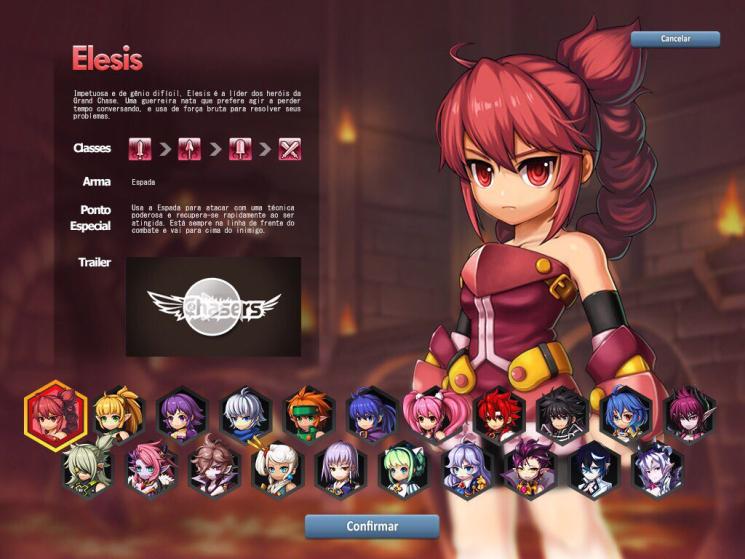 Elesis
Cancelar
Impetuosa e de gênio difícil, Elesis é a líder dos heróis da
Grand Chase. Uma guerreira nata que prefere agir a perder
tempo conversando, e usa de força bruta para resolver seus
problemas.
Classes
Arma
Espada
Ponto
Especial
Usa a Espada para atacar com uma técnica
poderosa e recupera-se rapidamente ao ser
atingida. Está sempre na linha de frente do
combate e vai para cima do inimigo.
Trailer
Chasers
Confirmar